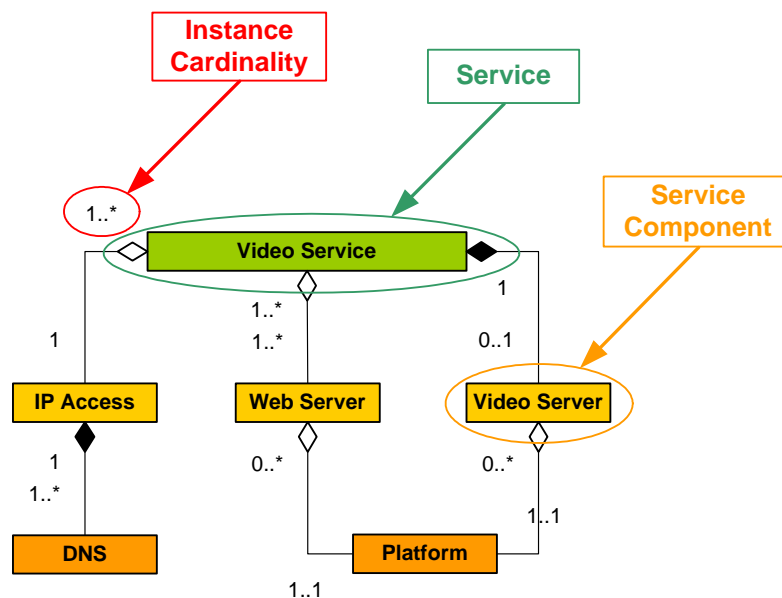 Instance
Cardinality
Service
Service
Component
1..*
Video Service
1
1..*
1
1..*
0..1
IP Access
Web Server
Video Server
1
0..*
0..*
1..*
1..1
DNS
Platform
1..1